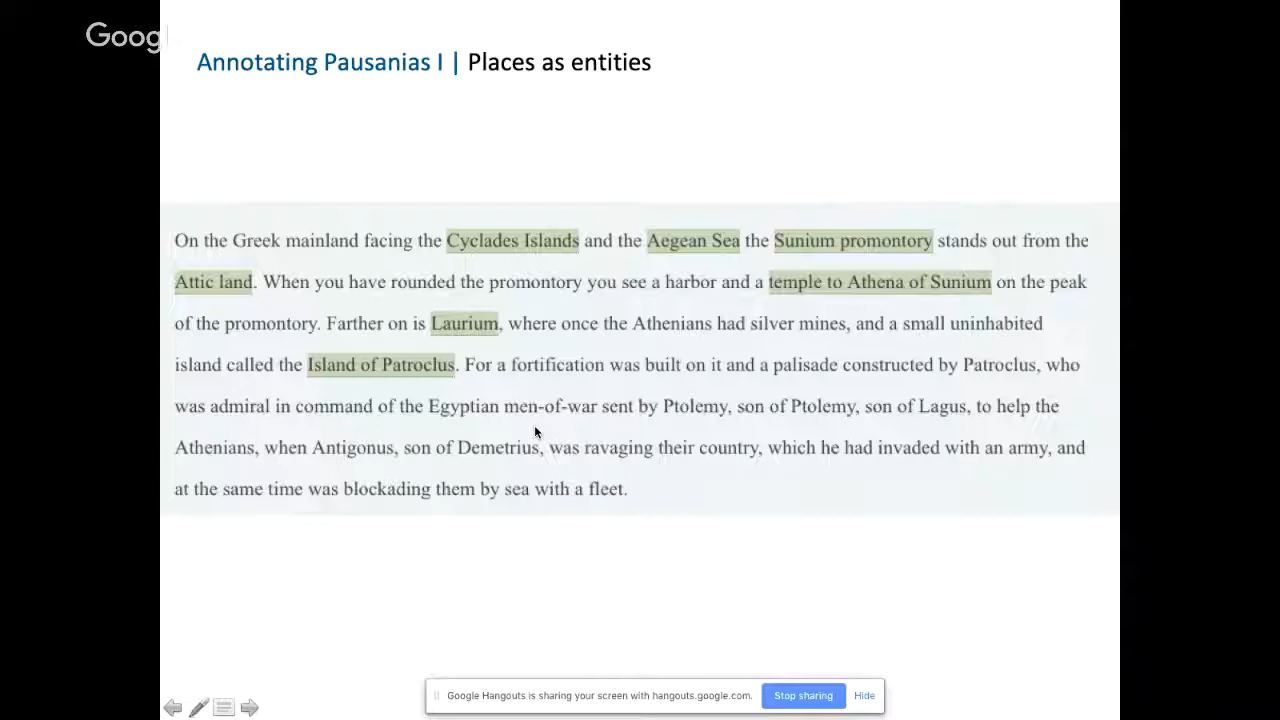 Goog
Annotating Pausanias I | Places as entities
On the Greek mainland facing the Cyclades Islands and the Aegean Sea the Sunium promontory stands out from the
Attic land. When you have rounded the promontory you see a harbor and a temple to Athena of Sunium on the peak
of the promontory. Farther on is Laurium, where once the Athenians had silver mines, and a small uninhabited
island called the Island of Patroclus. For a fortification was built on it and a palisade constructed by Patroclus, who
was admiral in command of the Egyptian men-of-war sent by Ptolemy, son of Ptolemy, son of Lagus, to help the
Athenians, when Antigonus, son of Demetrius, was ravaging their country, which he had invaded with an army, and
at the same time was blockading them by sea with a fleet.
Google Hangouts is sharing your screen with hangouts.google.com. Stop sharing Hide